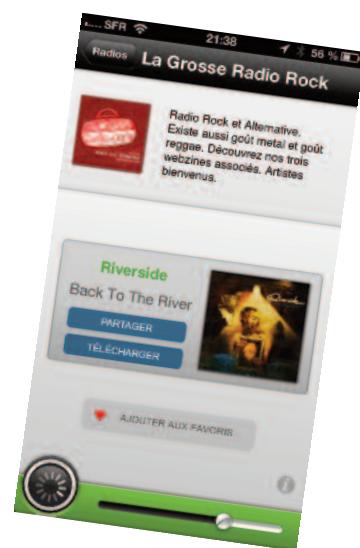 SFR 21:38 56 %
Radios La Grosse Radio Rock
Radio Rock et Alternative.
Existe aussi goût metal et goût
reggae. Découvrez nos trois
webzines associés. Artistes
bienvenus.
Riverside
Back To The River
PARTAGER
TÉLÉCHARGER
AJOUTER AUX FAVORIS